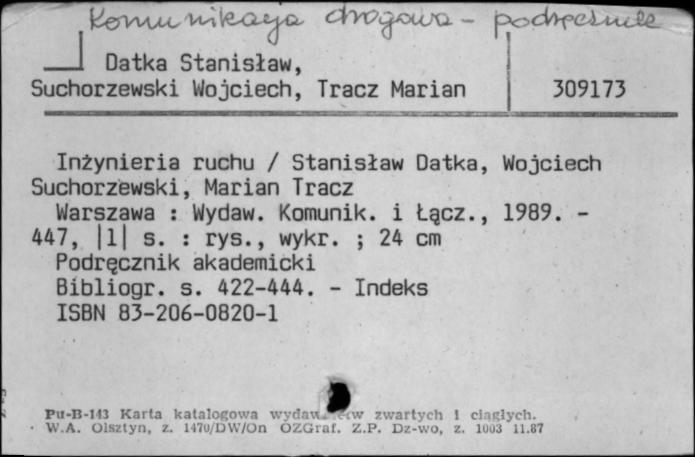 Komunikacja drogowa - podręczniki
Datka Stanisław,
Suchorzewski Wojciech, Tracz Marian 309173
Inżynieria ruchu / Stanisław Datka, Wojciech
Suchorzewski, Marian Tracz
Warszawa : Wydaw. Komunik. i Łącz., 1989. -
447, |1| s. : rys., wykr. ; 24 cm
Podręcznik akademicki
Bibliogr. s. 422-444. - Indeks
ISBN 83-206-0820-1
Pu-B-143 Karta katalogowa zwartych i ciągłych.
W.A. Olsztyn, z. 1470/DW/On OZGraf. Z.P. Dz-wo, z. 1003 11.87